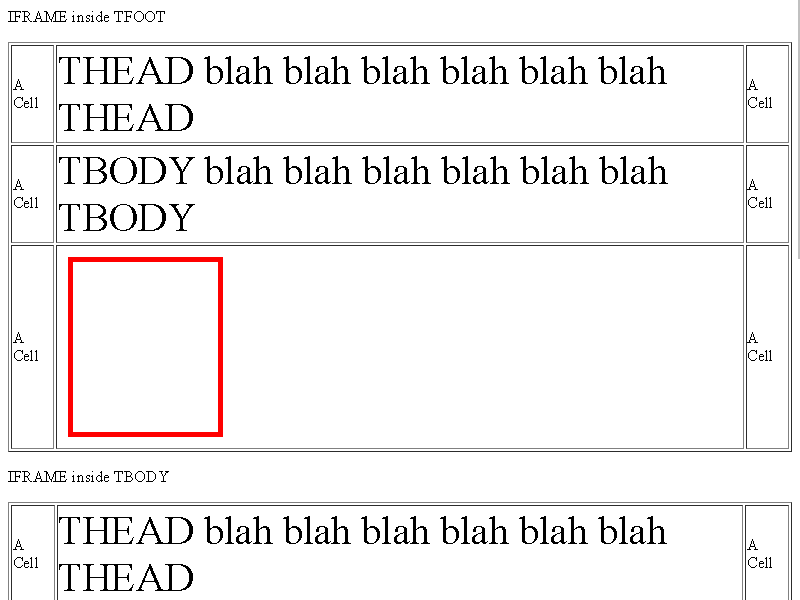 IFRAME inside TFOOT
A Cell
THEAD blah blah blah blah blah blah
THEAD
A Cell
A Cell
TBODY blah blah blah blah blah blah
TBODY
A Cell
A Cell
A Cell
IFRAME inside TBODY
A Cell
THEAD blah blah blah blah blah blah
THEAD
A Cell